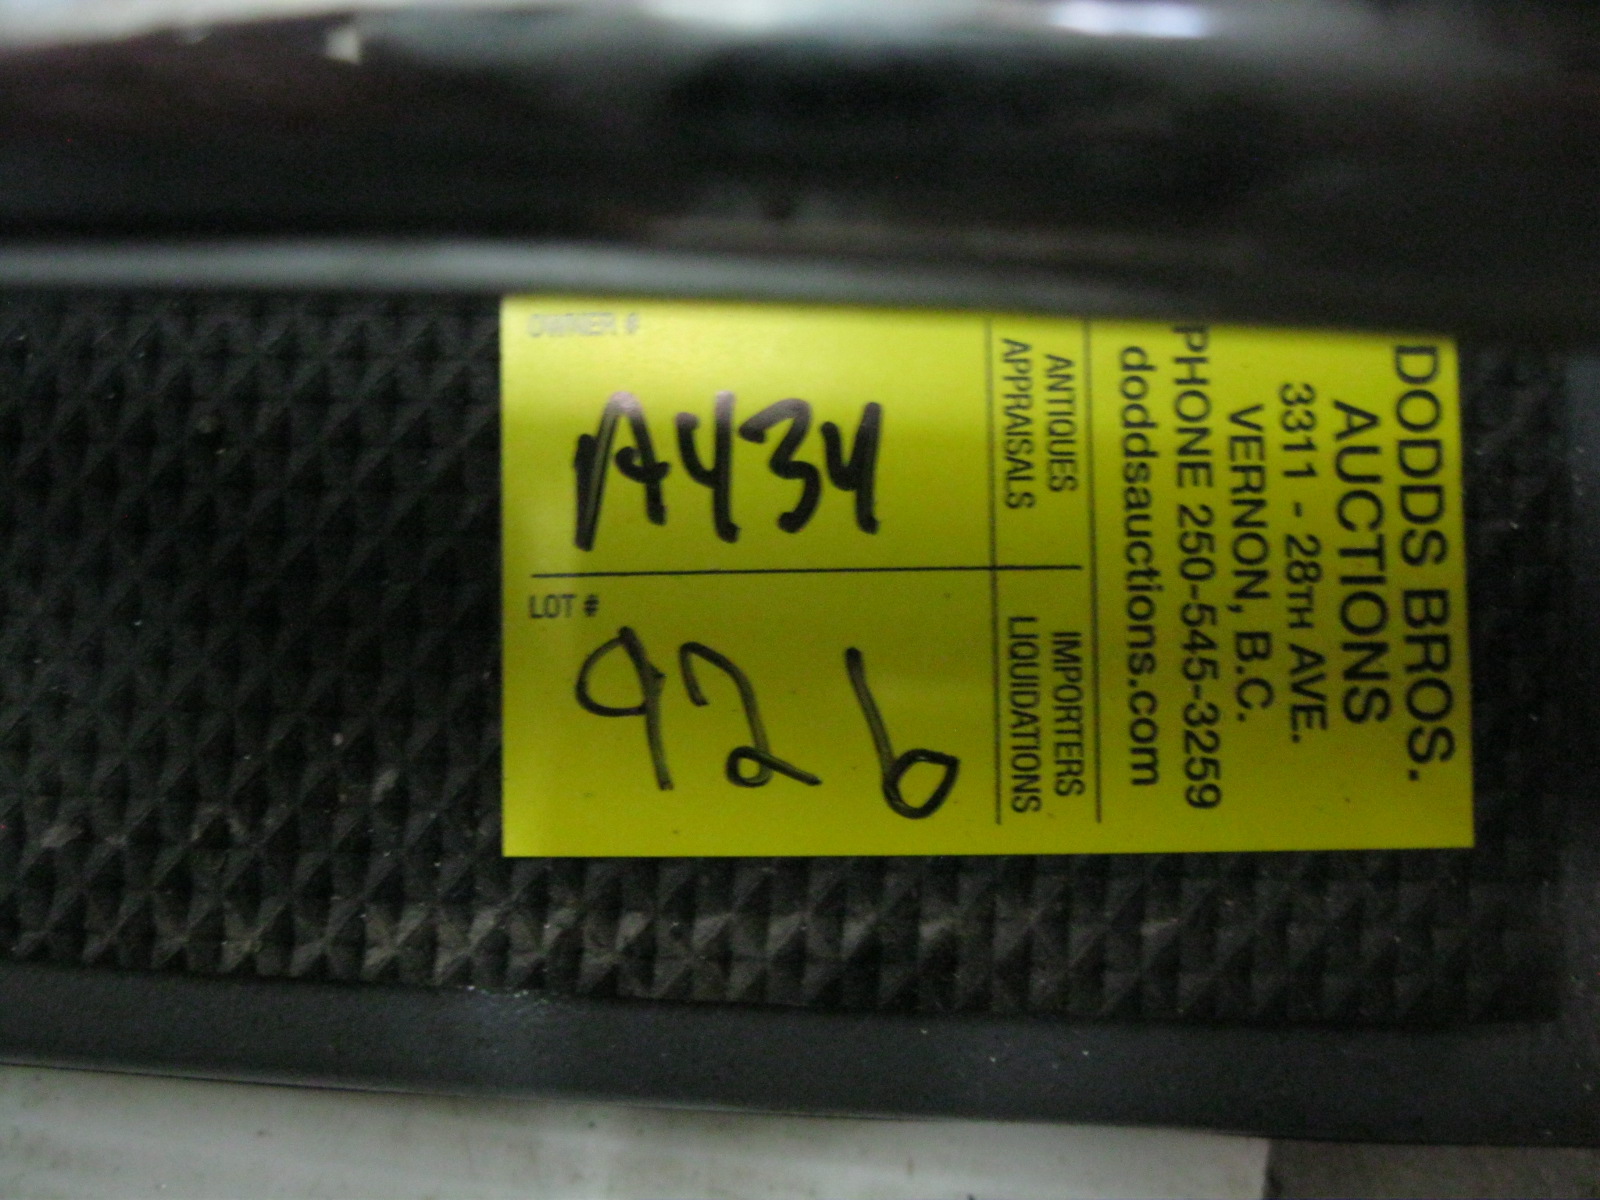 DODDS BROS.
AUCTIONS
3311 - 28TH AVE.
VERNON, B.C.
PHONE 250-545-3259
doddsauctions.com
ANTIQUES
APPRAISALS
IMPORTERS
LIQUIDATIONS
OWNER #
A434
LOT #
926